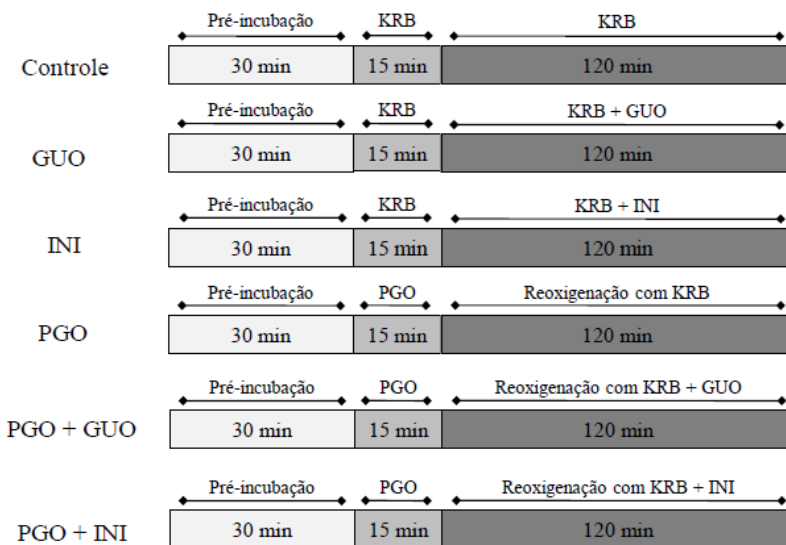 Pré-incubação KRB KRB
Controle 30 min 15 min 120 min
Pré-incubação KRB KRB + GUO
GUO 30 min 15 min 120 min
Pré-incubação KRB KRB + INI
INI 30 min 15 min 120 min
Pré-incubação PGO Reoxigenação com KRB
PGO 30 min 15 min 120 min
Pré-incubação PGO Reoxigenação com KRB + GUO
PGO + GUO 30 min 15 min 120 min
Pré-incubação PGO Reoxigenação com KRB + INI
PGO + INI 30 min 15 min 120 min